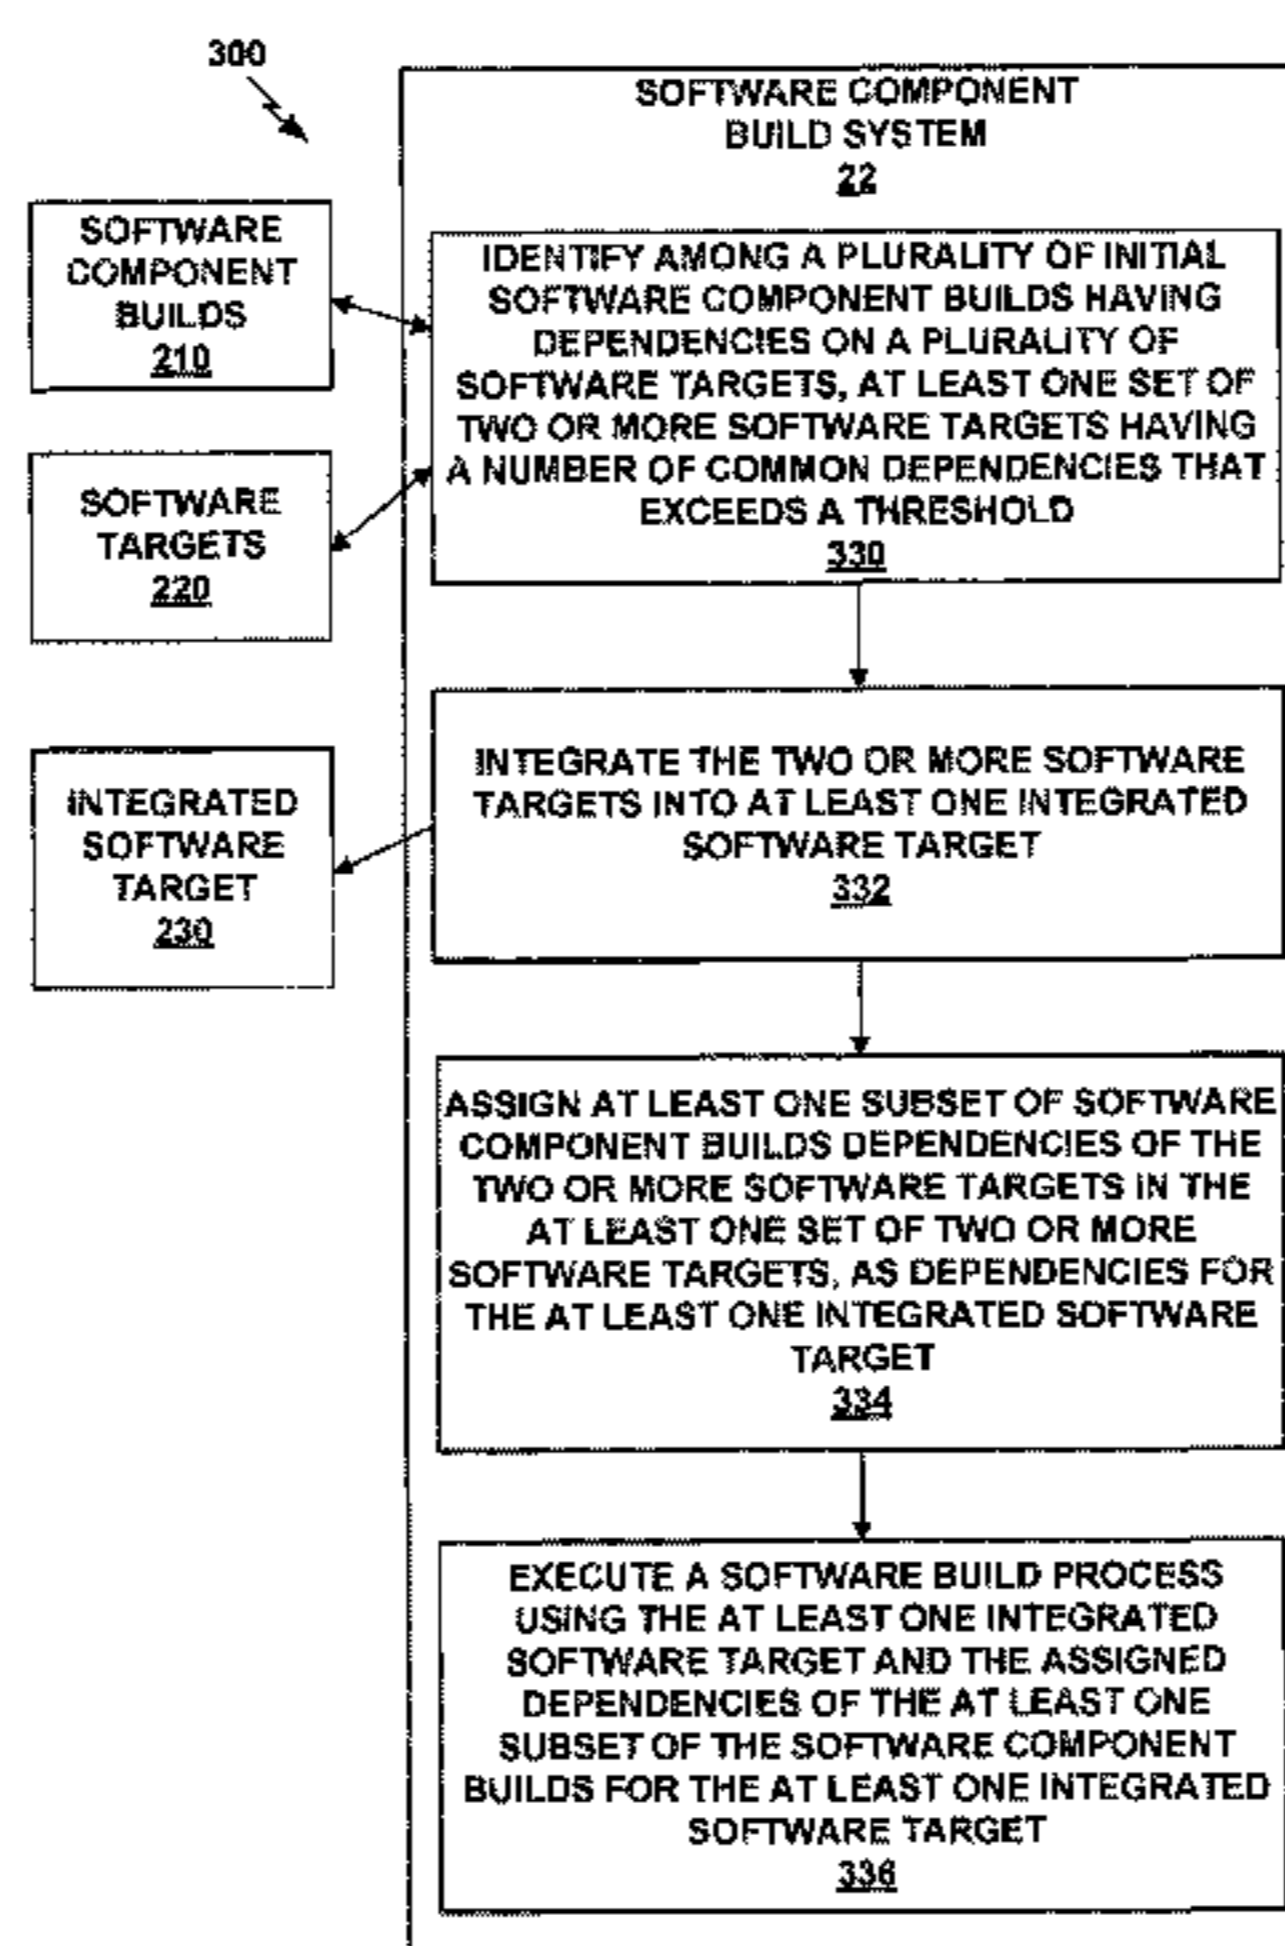 300
SOFTWARE COMPONENT
BUILD SYSTEM
22
SOFTWARE
COMPONENT
BUILDS
210
SOFTWARE
TARGETS
220
INTEGRATED
SOFTWARE
TARGET
230
IDENTIFY AMONG A PLURALITY OF INITIAL
SOFTWARE COMPONENT BUILDS HAVING
DEPENDENCIES ON A PLURALITY OF
SOFTWARE TARGETS, AT LEAST ONE SET OF
TWO OR MORE SOFTWARE TARGETS HAVING
A NUMBER OF COMMON DEPENDENCIES THAT
EXCEEDS A THRESHOLD
330
INTEGRATE THE TWO OR MORE SOFTWARE
TARGETS INTO AT LEAST ONE INTEGRATED
SOFTWARE TARGET
332
ASSIGN AT LEAST ONE SUBSET OF SOFTWARE
COMPONENT BUILDS DEPENDENCIES OF THE
TWO OR MORE SOFTWARE TARGETS IN THE
AT LEAST ONE SET OF TWO OR MORE
SOFTWARE TARGETS, AS DEPENDENCIES FOR
THE AT LEAST ONE INTEGRATED SOFTWARE
TARGET
334
EXECUTE A SOFTWARE BUILD PROCESS
USING THE AT LEAST ONE INTEGRATED
SOFTWARE TARGET AND THE ASSIGNED
DEPENDENCIES OF THE AT LEAST ONE
SUBSET OF THE SOFTWARE COMPONENT
BUILDS FOR THE AT LEAST ONE INTEGRATED
SOFTWARE TARGET
336